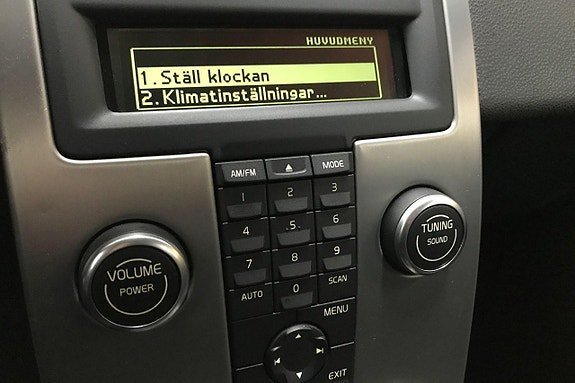 HUVUDMENY
1. Ställ klockan
2. Klimatinställningar...
AM/FM MODE
1 2 3
4 5 6
7 8 9
AUTO 0 SCAN
MENU
EXIT
VOLUME
POWER
TUNING
SOUND